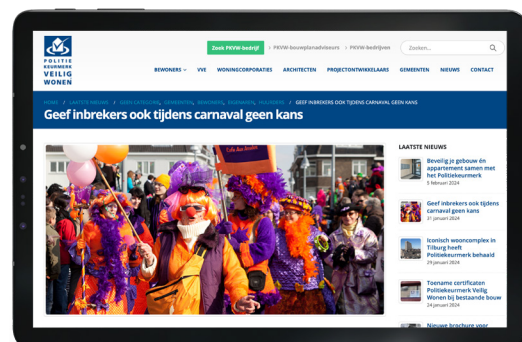 POLITIE
KEURMERK
VEILIG
WONEN
Zoek PKVW-bedrijf
PKVW-bouwplanadviseurs
PKVW-bedrijven
Zoeken...
BEWONERS
VVE
WONINGCORPORATIES
ARCHITECTEN
PROJECTONTWIKKELAARS
GEMEENTEN
NIEUWS
CONTACT
HOME / LAATSTE NIEUWS / GEEN CATEGORIE, GEMEENTEN, BEWONERS, EIGENAREN, HUURDERS / GEEF INBREKERS OOK TIJDENS CARNAVAL GEEN KANS
Geef inbrekers ook tijdens carnaval geen kans
LAATSTE NIEUWS
Beveilig je gebouw én
appartement samen met
het Politiekeurmerk
5 februari 2024
Geef inbrekers ook tijdens
carnaval geen kans
31 januari 2024
Iconisch wooncomplex in
Tilburg heeft
Politiekeurmerk behaald
29 januari 2024
Toename certificaten
Politiekeurmerk Veilig
Wonen bij bestaande bouw
24 januari 2024
Nieuwe brochure voor